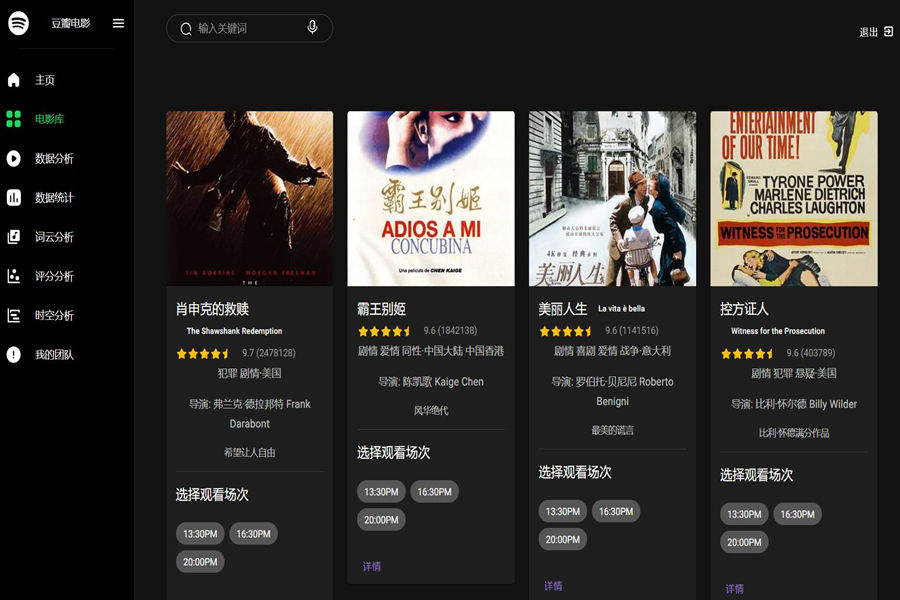 豆瓣电影
输入关键词
退出
主页
电影库
数据分析
数据统计
词云分析
评分分析
时空分析
我的团队
TIM ROBBINS MORGAN FREEMAN
THE
肖申克的救赎
The Shawshank Redemption
9.7 (2478128)
犯罪 剧情·美国
导演: 弗兰克·德拉邦特 Frank
Darabont
希望让人自由
选择观看场次
13:30PM 16:30PM
20:00PM
霸王别姬
ADIOS A MI
CONCUBINA
Una película de CHEN KAIGE
霸王别姬
9.6 (1842138)
剧情 爱情 同性·中国大陆 中国香港
导演: 陈凯歌 Kaige Chen
风华绝代
选择观看场次
13:30PM 16:30PM
20:00PM
详情
4K修复 经典永恒
美丽人生
美丽人生 La vita è bella
9.6 (1141516)
剧情 喜剧 爱情 战争·意大利
导演: 罗伯托·贝尼尼 Roberto
Benigni
最美的谎言
选择观看场次
13:30PM 16:30PM
20:00PM
详情
ENTERTAINMENT
OF OUR TIME!
TYRONE POWER
MARLENE DIETRICH
CHARLES LAUGHTON
WITNESS FOR THE PROSECUTION
控方证人
Witness for the Prosecution
9.6 (403789)
剧情 犯罪 悬疑·美国
导演: 比利·怀尔德 Billy Wilder
比利·怀德满分作品
选择观看场次
13:30PM 16:30PM
20:00PM
详情